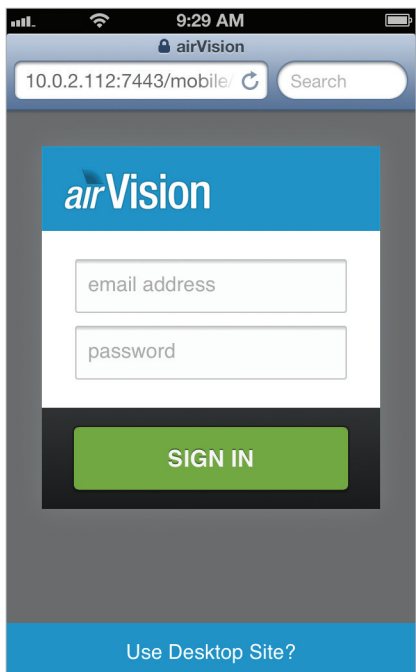 9:29 AM
airVision
10.0.2.112:7443/mobile/
Search
airVision
email address
password
SIGN IN
Use Desktop Site?